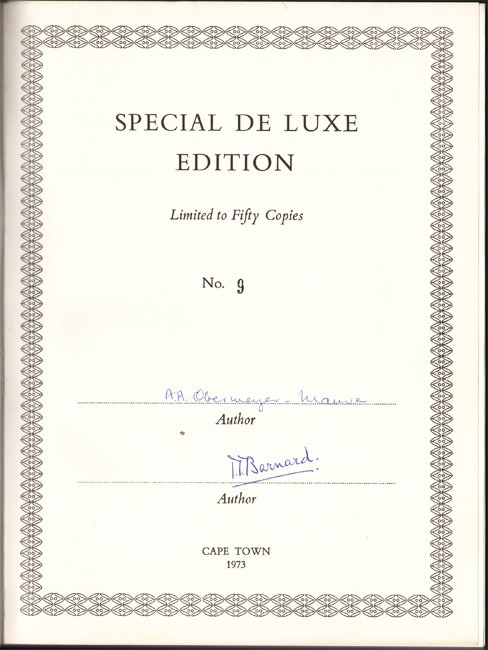 SPECIAL DE LUXE
EDITION
Limited to Fifty Copies
No. 9
A.A. Obermeyer - Mauve
Author
T.T. Barnard.
Author
CAPE TOWN
1973